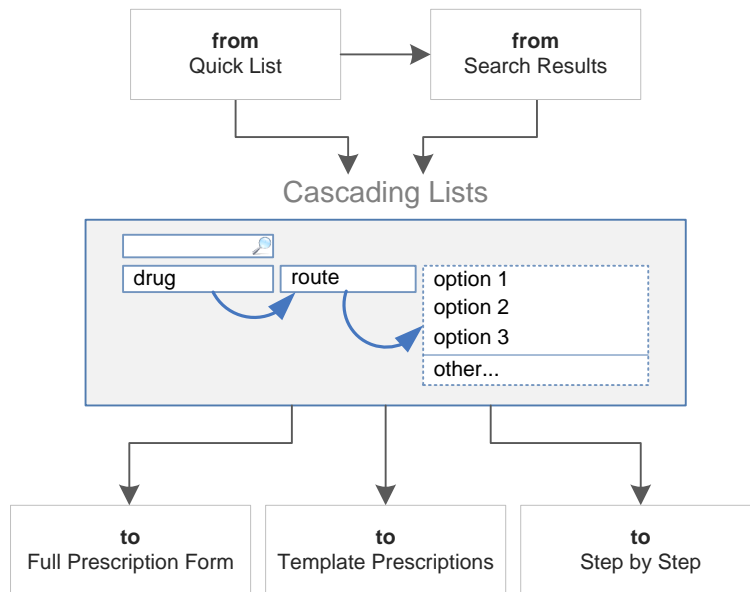 from
Quick List
from
Search Results
Cascading Lists
drug
route
option 1
option 2
option 3
other...
to
Full Prescription Form
to
Template Prescriptions
to
Step by Step